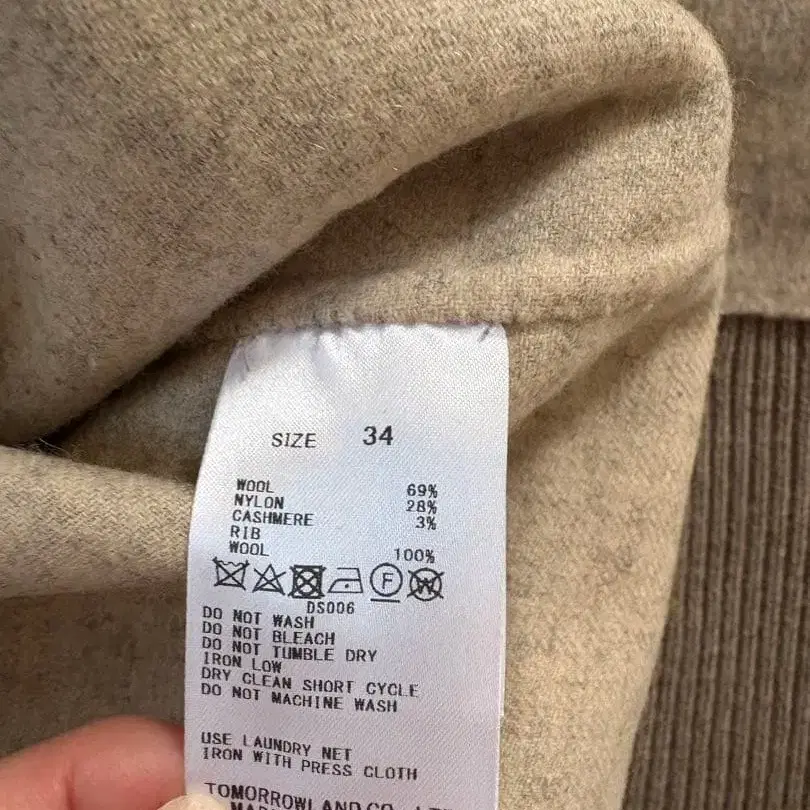 SIZE 34
WOOL 69%
NYLON 28%
CASHMERE 3%
RIB
WOOL 100%
F W
DS006
DO NOT WASH
DO NOT BLEACH
DO NOT TUMBLE DRY
IRON LOW
DRY CLEAN SHORT CYCLE
DO NOT MACHINE WASH
USE LAUNDRY NET
IRON WITH PRESS CLOTH
TOMORROWLAND CO.